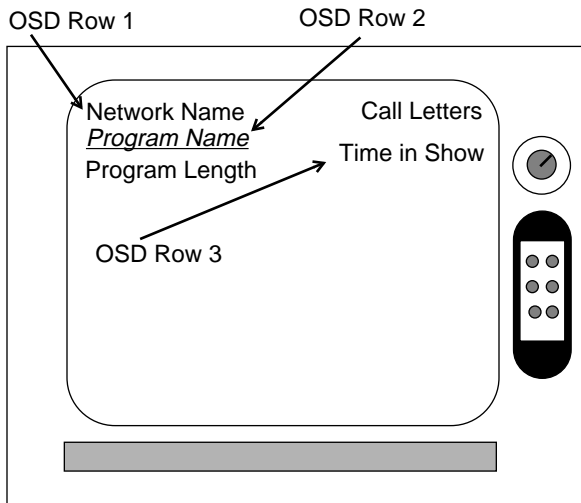 OSD Row 1
OSD Row 2
Network Name
Call Letters
Program Name
Time in Show
Program Length
OSD Row 3